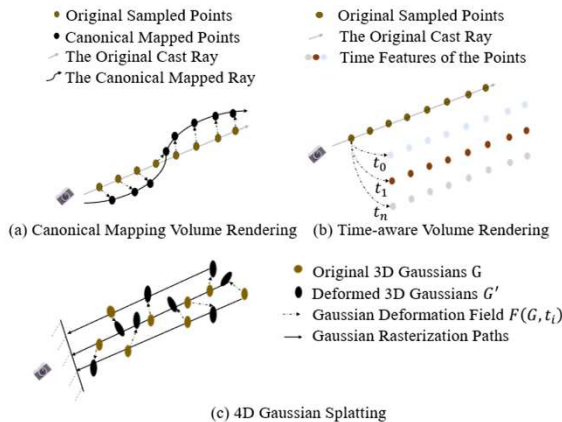 Original Sampled Points
Canonical Mapped Points
The Original Cast Ray
The Canonical Mapped Ray
(a) Canonical Mapping Volume Rendering
Original Sampled Points
The Original Cast Ray
Time Features of the Points
t₀
t₁
tₙ
(b) Time-aware Volume Rendering
Original 3D Gaussians G
Deformed 3D Gaussians G′
Gaussian Deformation Field F(G, tᵢ)
Gaussian Rasterization Paths
(c) 4D Gaussian Splatting